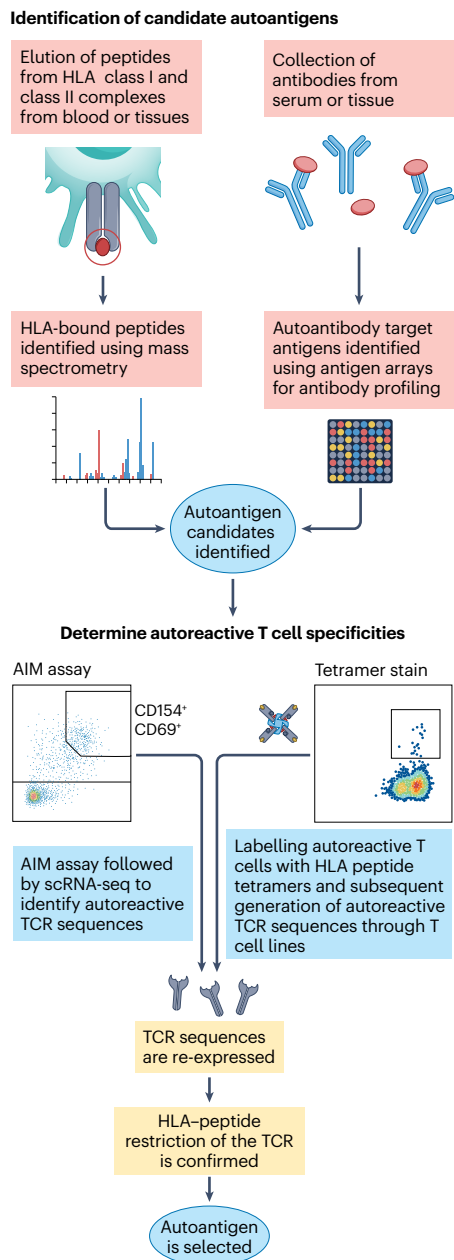 Identification of candidate autoantigens
Elution of peptides
from HLA class I and
class II complexes
from blood or tissues
Collection of
antibodies from
serum or tissue
HLA-bound peptides
identified using mass
spectrometry
Autoantibody target
antigens identified
using antigen arrays
for antibody profiling
Autoantigen
candidates
identified
Determine autoreactive T cell specificities
AIM assay
CD154⁺
CD69⁺
Tetramer stain
AIM assay followed
by scRNA-seq to
identify autoreactive
TCR sequences
Labelling autoreactive T
cells with HLA peptide
tetramers and subsequent
generation of autoreactive
TCR sequences through T
cell lines
TCR sequences
are re-expressed
HLA–peptide
restriction of the TCR
is confirmed
Autoantigen
is selected